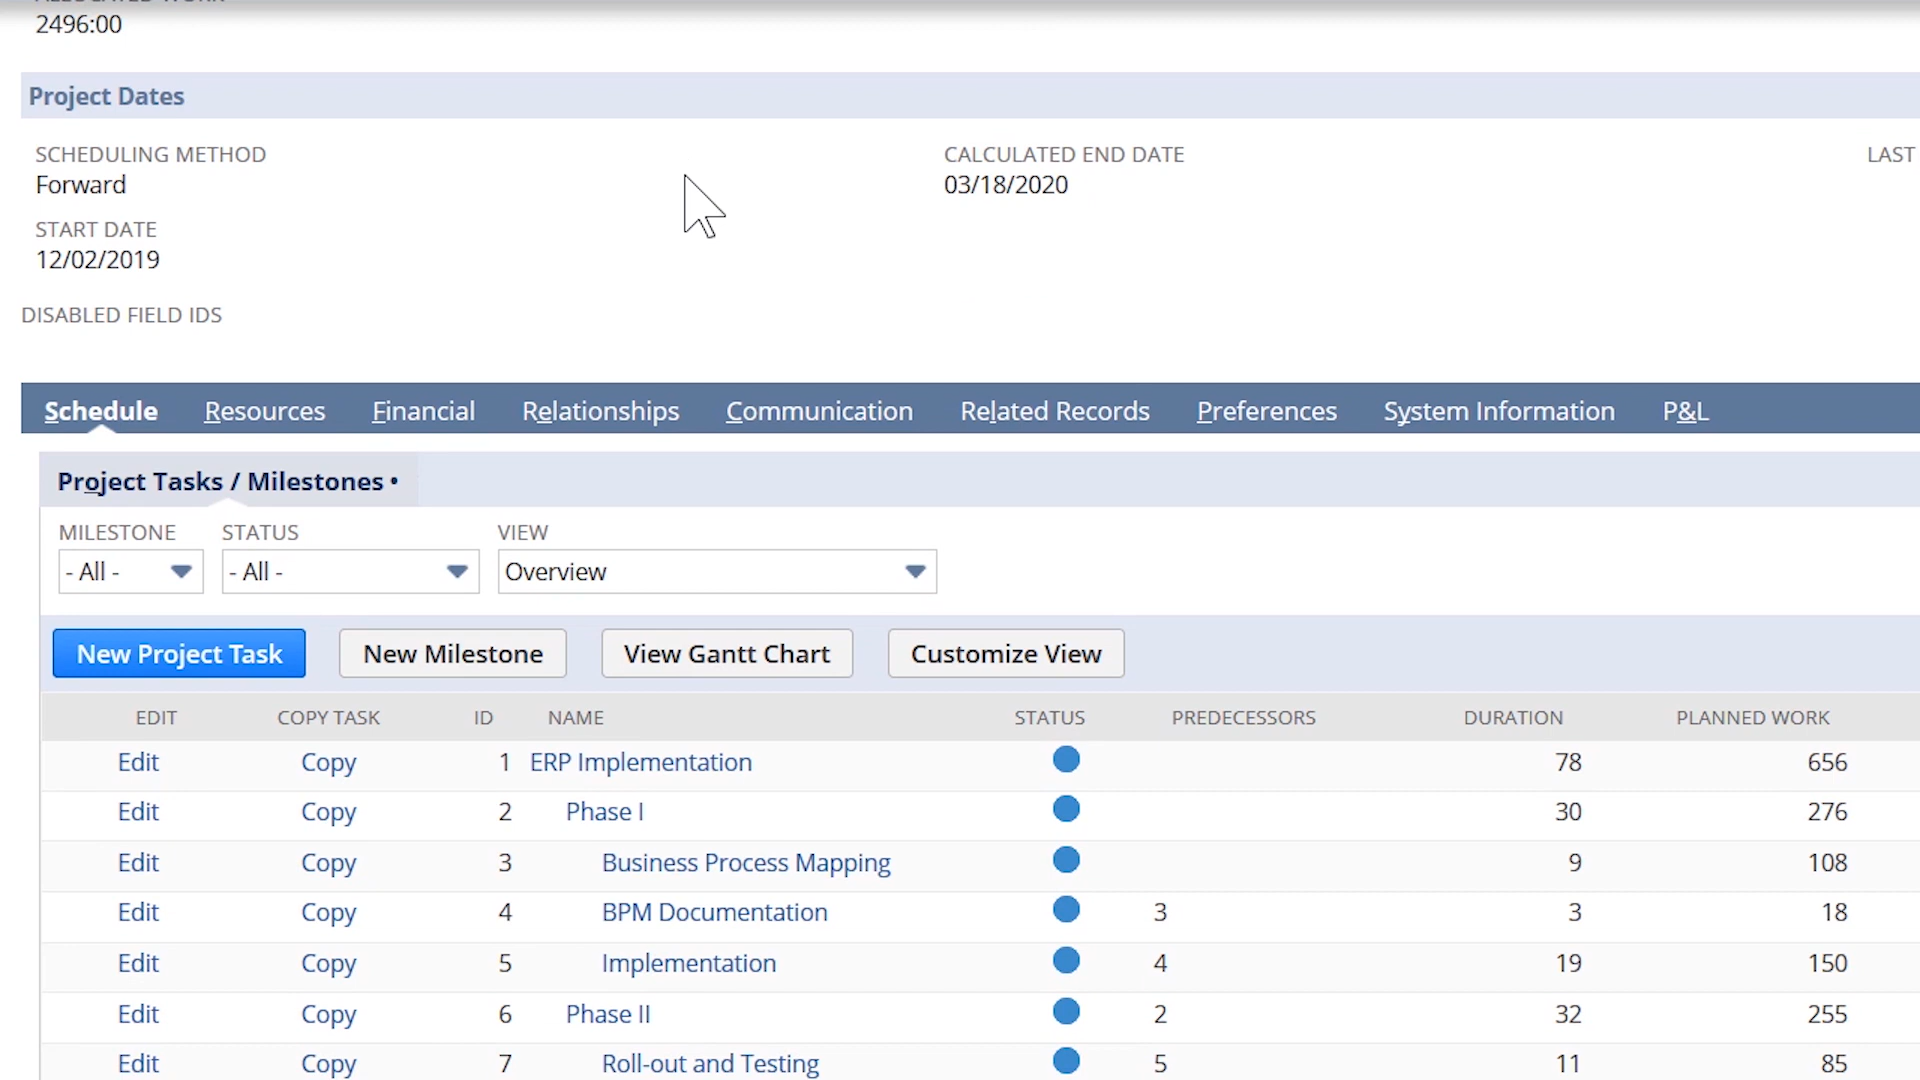 2496:00
Project Dates
SCHEDULING METHOD
Forward
START DATE
12/02/2019
CALCULATED END DATE
03/18/2020
LAST
DISABLED FIELD IDS
Schedule Resources Financial Relationships Communication Related Records Preferences System Information P&L
Project Tasks / Milestones •
MILESTONE STATUS VIEW
- All - - All - Overview
New Project Task New Milestone View Gantt Chart Customize View
EDIT COPY TASK ID NAME STATUS PREDECESSORS DURATION PLANNED WORK
Edit Copy 1 ERP Implementation 78 656
Edit Copy 2 Phase I 30 276
Edit Copy 3 Business Process Mapping 9 108
Edit Copy 4 BPM Documentation 3 3 18
Edit Copy 5 Implementation 4 19 150
Edit Copy 6 Phase II 2 32 255
Edit Copy 7 Roll-out and Testing 5 11 85